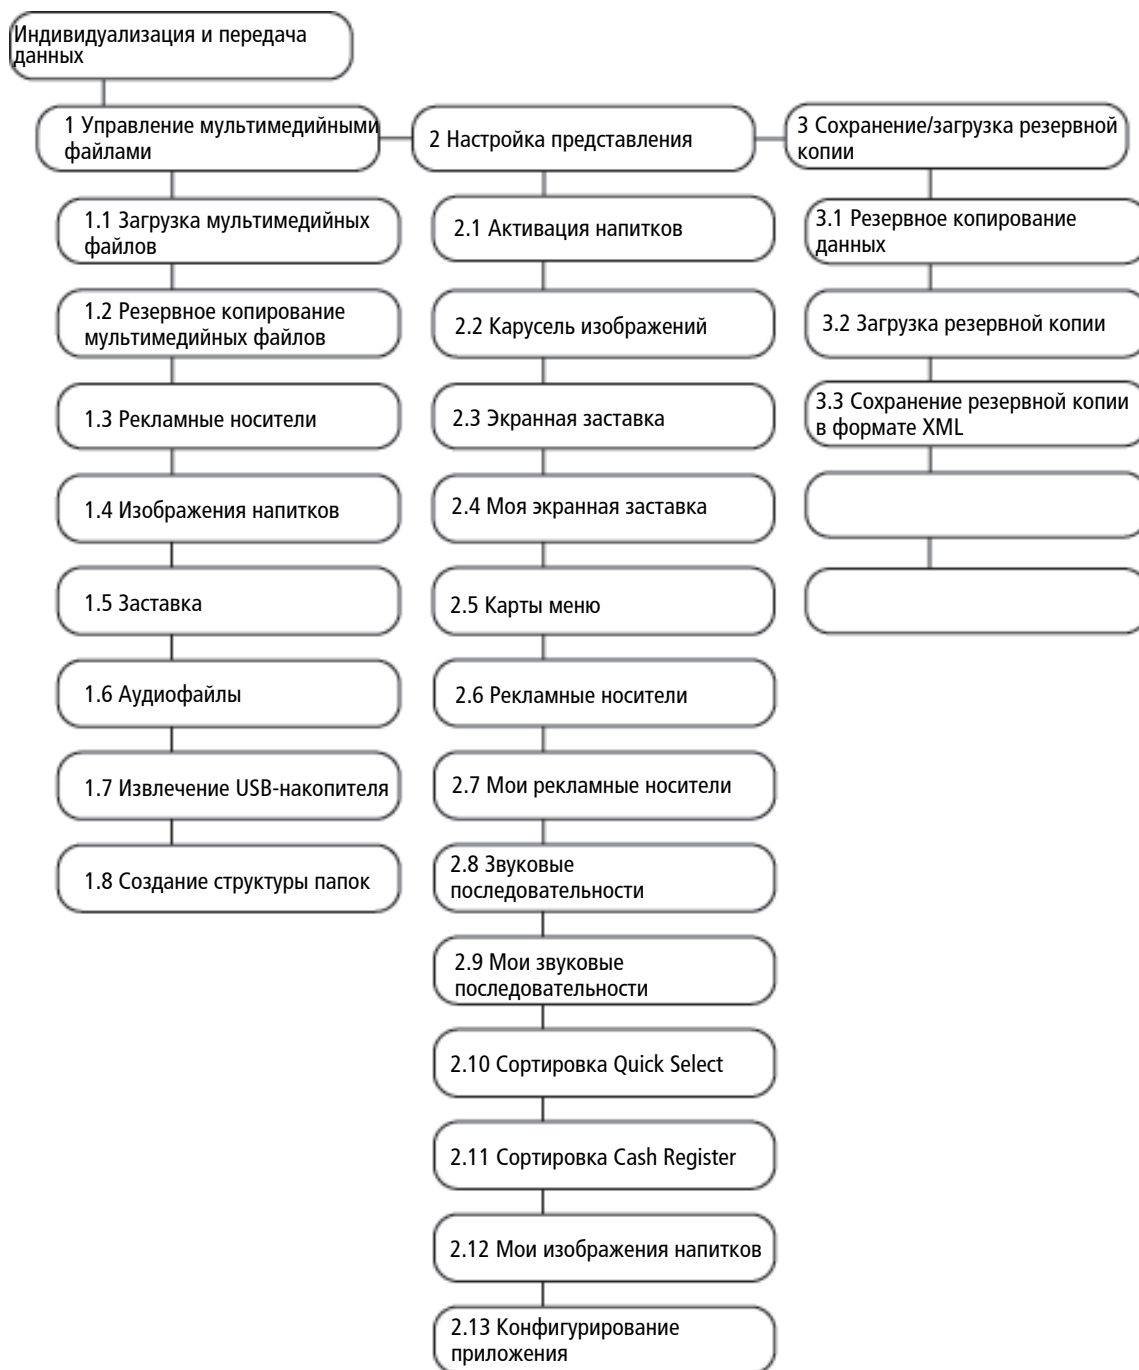 Индивидуализация и передача
данных
1 Управление мультимедийными
файлами
1.1 Загрузка мультимедийных
файлов
1.2 Резервное копирование
мультимедийных файлов
1.3 Рекламные носители
1.4 Изображения напитков
1.5 Заставка
1.6 Аудиофайлы
1.7 Извлечение USB-накопителя
1.8 Создание структуры папок
2 Настройка представления
2.1 Активация напитков
2.2 Карусель изображений
2.3 Экранная заставка
2.4 Моя экранная заставка
2.5 Карты меню
2.6 Рекламные носители
2.7 Мои рекламные носители
2.8 Звуковые
последовательности
2.9 Мои звуковые
последовательности
2.10 Сортировка Quick Select
2.11 Сортировка Cash Register
2.12 Мои изображения напитков
2.13 Конфигурирование
приложения
3 Сохранение/загрузка резервной
копии
3.1 Резервное копирование
данных
3.2 Загрузка резервной копии
3.3 Сохранение резервной копии
в формате XML